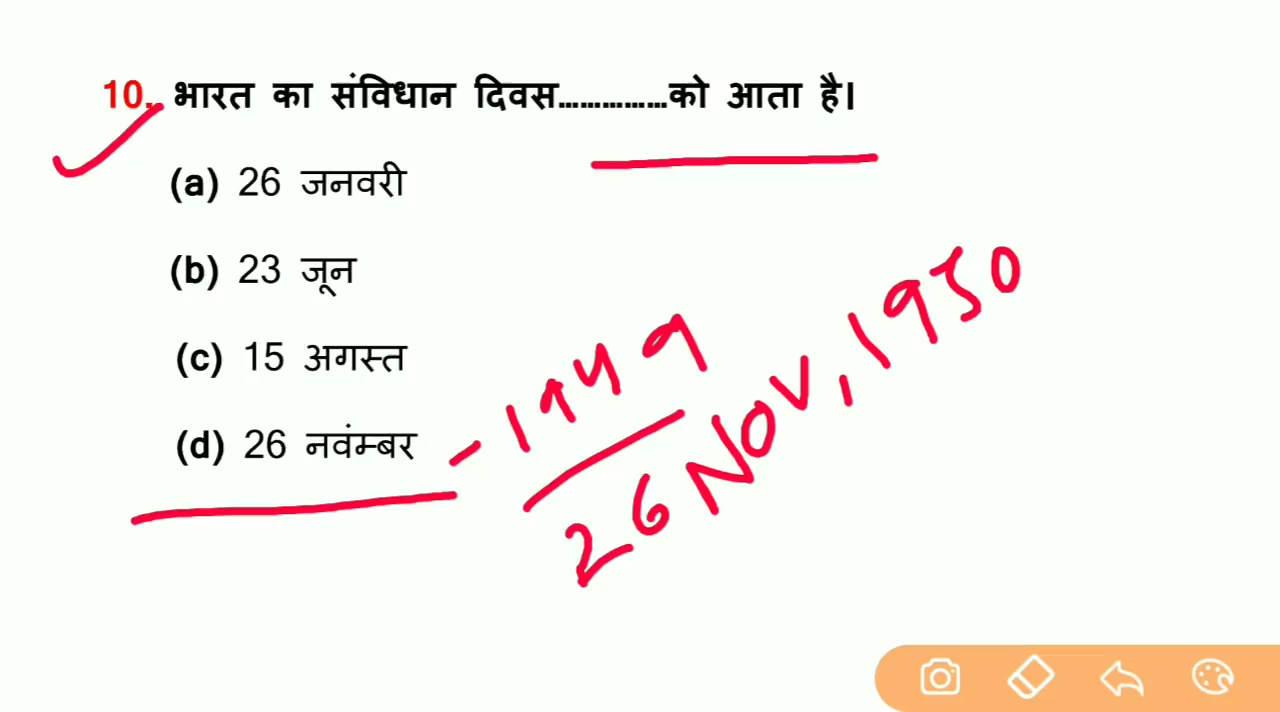 10. भारत का संविधान दिवस...............को आता है।
(a) 26 जनवरी
(b) 23 जून
(c) 15 अगस्त
(d) 26 नवंम्बर - 1949
26 Nov, 1950